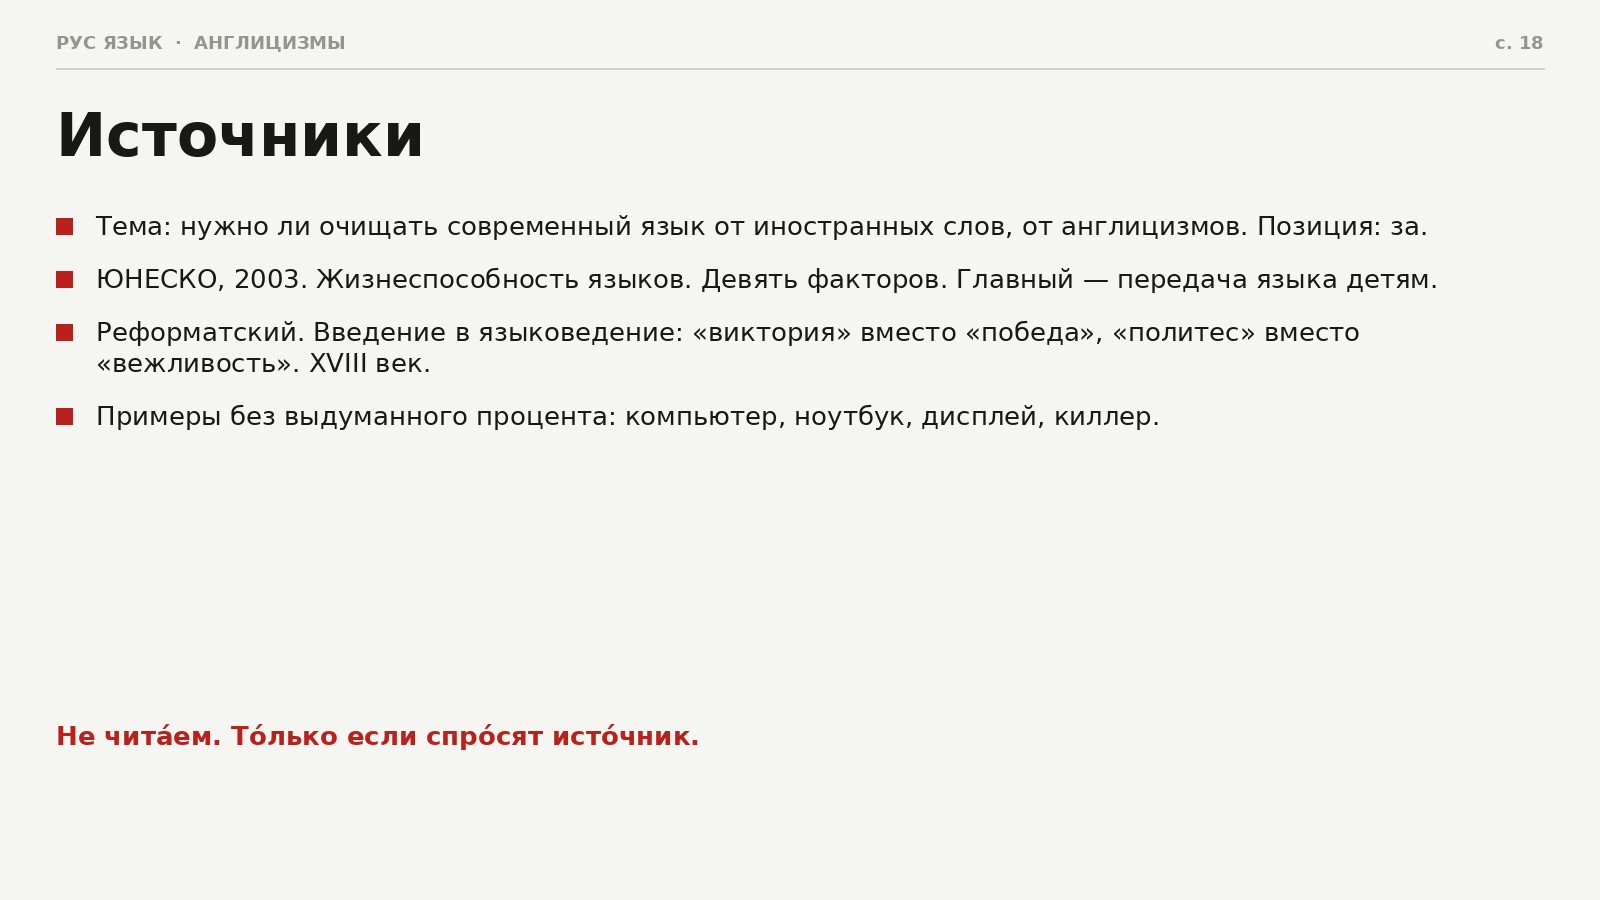 РУС ЯЗЫК · АНГЛИЦИЗМЫ
с. 18
Источники
Тема: нужно ли очищать современный язык от иностранных слов, от англицизмов. Позиция: за.
ЮНЕСКО, 2003. Жизнеспособность языков. Девять факторов. Главный — передача языка детям.
Реформатский. Введение в языковедение: «виктория» вместо «победа», «политес» вместо
«вежливость». XVIII век.
Примеры без выдуманного процента: компьютер, ноутбук, дисплей, киллер.
Не чита́ем. То́лько если спро́сят исто́чник.